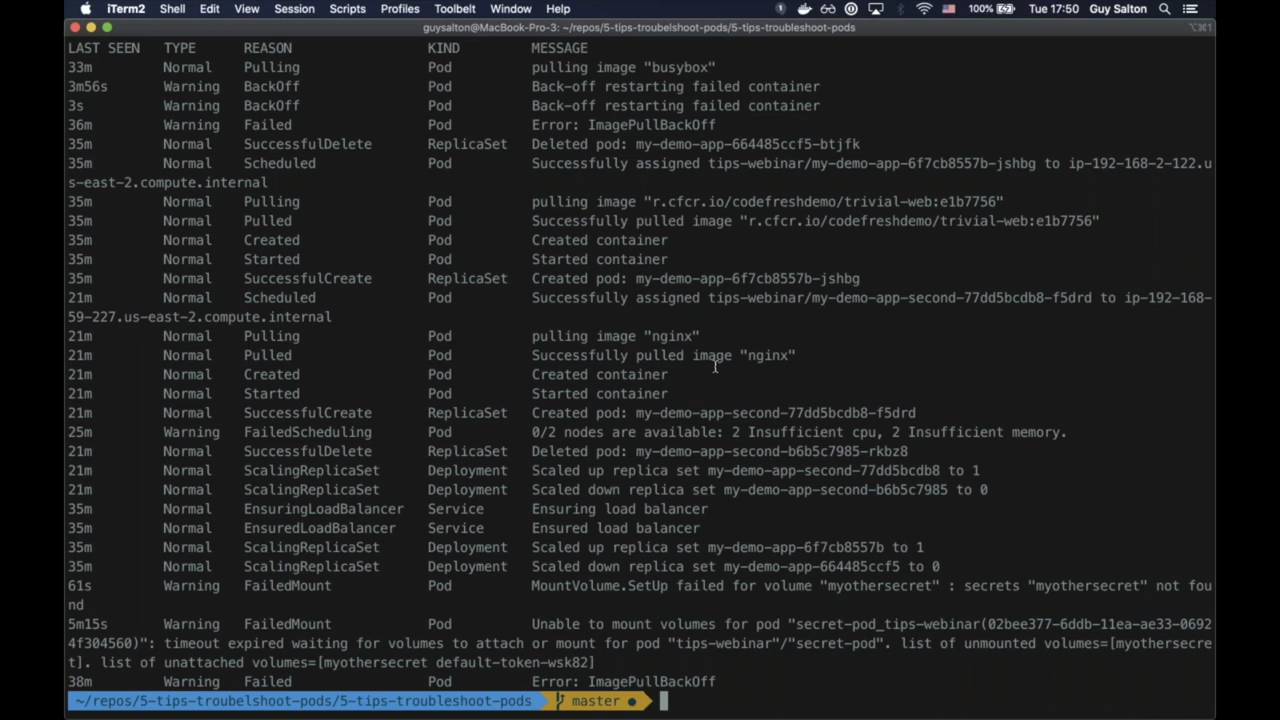 iTerm2 Shell Edit View Session Scripts Profiles Toolbelt Window Help 100% Tue 17:50 Guy Salton
guysalton@MacBook-Pro-3: ~/repos/5-tips-troubelshoot-pods/5-tips-troubleshoot-pods ⌥⌘1
LAST SEEN TYPE REASON KIND MESSAGE
33m Normal Pulling Pod pulling image "busybox"
3m56s Warning BackOff Pod Back-off restarting failed container
3s Warning BackOff Pod Back-off restarting failed container
36m Warning Failed Pod Error: ImagePullBackOff
35m Normal SuccessfulDelete ReplicaSet Deleted pod: my-demo-app-664485ccf5-btjfk
35m Normal Scheduled Pod Successfully assigned tips-webinar/my-demo-app-6f7cb8557b-jshbg to ip-192-168-2-122.u
s-east-2.compute.internal
35m Normal Pulling Pod pulling image "r.cfcr.io/codefreshdemo/trivial-web:e1b7756"
35m Normal Pulled Pod Successfully pulled image "r.cfcr.io/codefreshdemo/trivial-web:e1b7756"
35m Normal Created Pod Created container
35m Normal Started Pod Started container
35m Normal SuccessfulCreate ReplicaSet Created pod: my-demo-app-6f7cb8557b-jshbg
21m Normal Scheduled Pod Successfully assigned tips-webinar/my-demo-app-second-77dd5bcdb8-f5drd to ip-192-168-
59-227.us-east-2.compute.internal
21m Normal Pulling Pod pulling image "nginx"
21m Normal Pulled Pod Successfully pulled image "nginx"
21m Normal Created Pod Created container
21m Normal Started Pod Started container
21m Normal SuccessfulCreate ReplicaSet Created pod: my-demo-app-second-77dd5bcdb8-f5drd
25m Warning FailedScheduling Pod 0/2 nodes are available: 2 Insufficient cpu, 2 Insufficient memory.
21m Normal SuccessfulDelete ReplicaSet Deleted pod: my-demo-app-second-b6b5c7985-rkbz8
21m Normal ScalingReplicaSet Deployment Scaled up replica set my-demo-app-second-77dd5bcdb8 to 1
21m Normal ScalingReplicaSet Deployment Scaled down replica set my-demo-app-second-b6b5c7985 to 0
35m Normal EnsuringLoadBalancer Service Ensuring load balancer
35m Normal EnsuredLoadBalancer Service Ensured load balancer
35m Normal ScalingReplicaSet Deployment Scaled up replica set my-demo-app-6f7cb8557b to 1
35m Normal ScalingReplicaSet Deployment Scaled down replica set my-demo-app-664485ccf5 to 0
61s Warning FailedMount Pod MountVolume.SetUp failed for volume "myothersecret" : secrets "myothersecret" not fou
nd
5m15s Warning FailedMount Pod Unable to mount volumes for pod "secret-pod_tips-webinar(02bee377-6ddb-11ea-ae33-0692
4f304560)": timeout expired waiting for volumes to attach or mount for pod "tips-webinar"/"secret-pod". list of unmounted volumes=[myothersecre
t]. list of unattached volumes=[myothersecret default-token-wsk82]
38m Warning Failed Pod Error: ImagePullBackOff
~/repos/5-tips-troubelshoot-pods/5-tips-troubleshoot-pods master ●